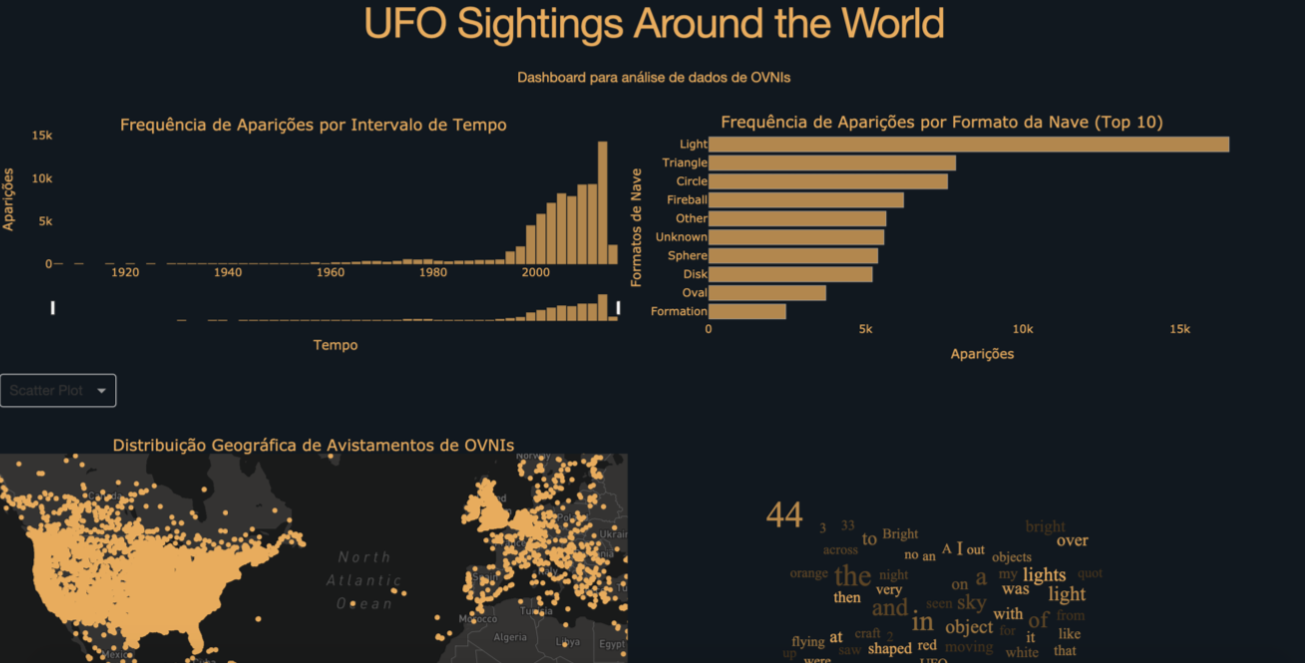 UFO Sightings Around the World
Dashboard para análise de dados de OVNIs
Frequência de Aparições por Intervalo de Tempo
Aparições
15k
10k
5k
0
1920
1940
1960
1980
2000
Tempo
Frequência de Aparições por Formato da Nave (Top 10)
Formatos de Nave
Light
Triangle
Circle
Fireball
Other
Unknown
Sphere
Disk
Oval
Formation
0
5k
10k
15k
Aparições
Scatter Plot
Distribuição Geográfica de Avistamentos de OVNIs
Norway
Canada
North
Atlantic
Ocean
Spain
Morocco
Algeria
Tunisia
Libya
Egypt
Mexico
Cuba
44
3
33
to
Bright
bright
over
across
no
an
A
I
out
objects
orange
the
night
on
a
my
lights
quot
then
very
was
light
and
seen
sky
with
of
from
in
object
for
it
like
flying
at
craft
2
up
saw
shaped
red
moving
white
that
were
UFO